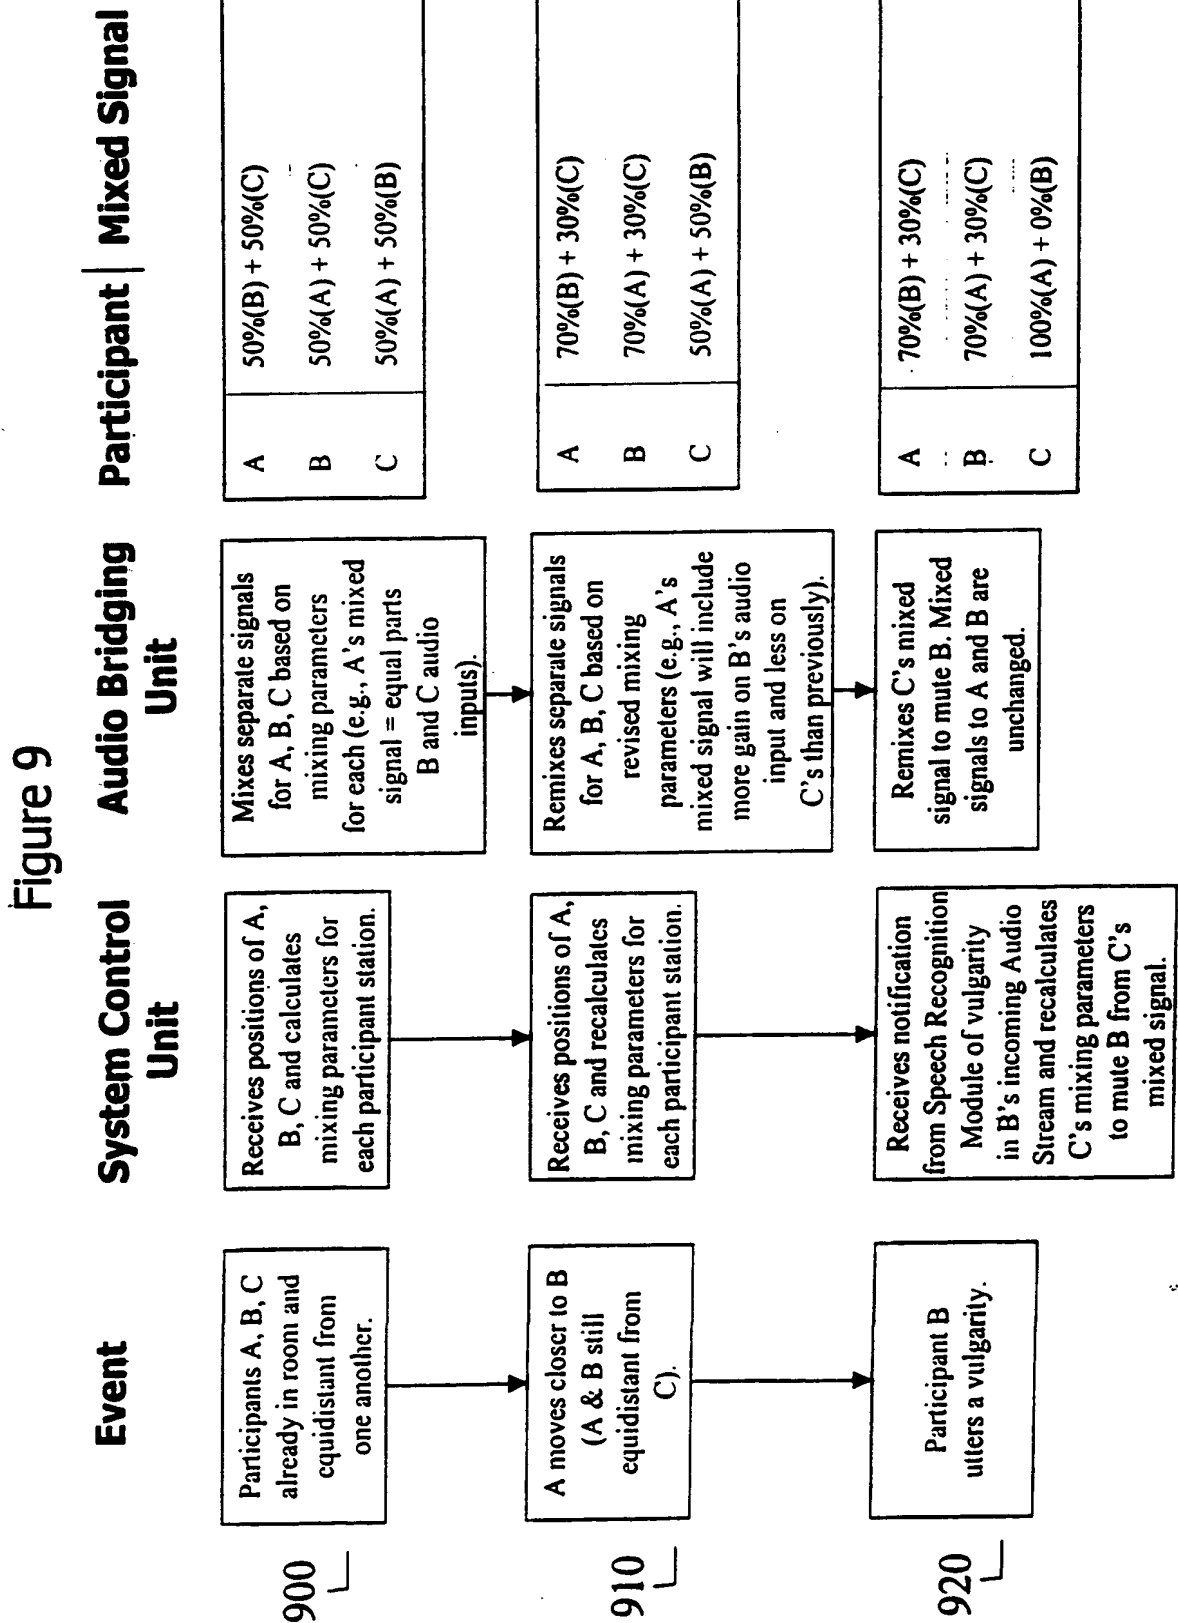 Figure 9
Event
System Control
Unit
Audio Bridging
Unit
Participant | Mixed Signal
900
Participants A, B, C
already in room and
equidistant from
one another.
Receives positions of A,
B, C and calculates
mixing parameters for
each participant station.
Mixes separate signals
for A, B, C based on
mixing parameters
for each (e.g., A's mixed
signal = equal parts
B and C audio
inputs).
A 50%(B) + 50%(C)
B 50%(A) + 50%(C)
C 50%(A) + 50%(B)
910
A moves closer to B
(A & B still
equidistant from
C).
Receives positions of A,
B, C and recalculates
mixing parameters for
each participant station.
Remixes separate signals
for A, B, C based on
revised mixing
parameters (e.g., A's
mixed signal will include
more gain on B's audio
input and less on
C's than previously).
A 70%(B) + 30%(C)
B 70%(A) + 30%(C)
C 50%(A) + 50%(B)
920
Participant B
utters a vulgarity.
Receives notification
from Speech Recognition
Module of vulgarity
in B's incoming Audio
Stream and recalculates
C's mixing parameters
to mute B from C's
mixed signal.
Remixes C's mixed
signal to mute B. Mixed
signals to A and B are
unchanged.
A 70%(B) + 30%(C)
B 70%(A) + 30%(C)
C 100%(A) + 0%(B)